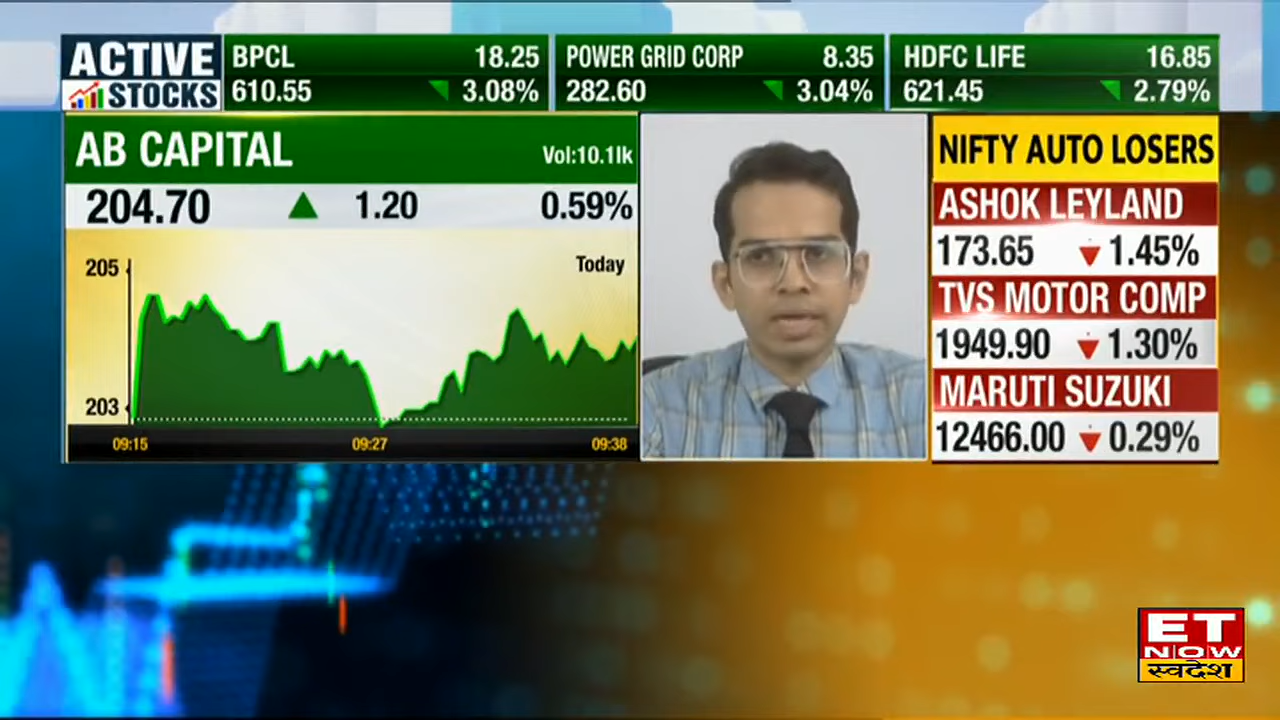 ACTIVE
STOCKS
BPCL 18.25
610.55 3.08%
POWER GRID CORP 8.35
282.60 3.04%
HDFC LIFE 16.85
621.45 2.79%
AB CAPITAL Vol:10.1lk
204.70 1.20 0.59%
205
Today
203
09:15 09:27 09:38
NIFTY AUTO LOSERS
ASHOK LEYLAND
173.65 1.45%
TVS MOTOR COMP
1949.90 1.30%
MARUTI SUZUKI
12466.00 0.29%
ET
NOW
स्वदेश